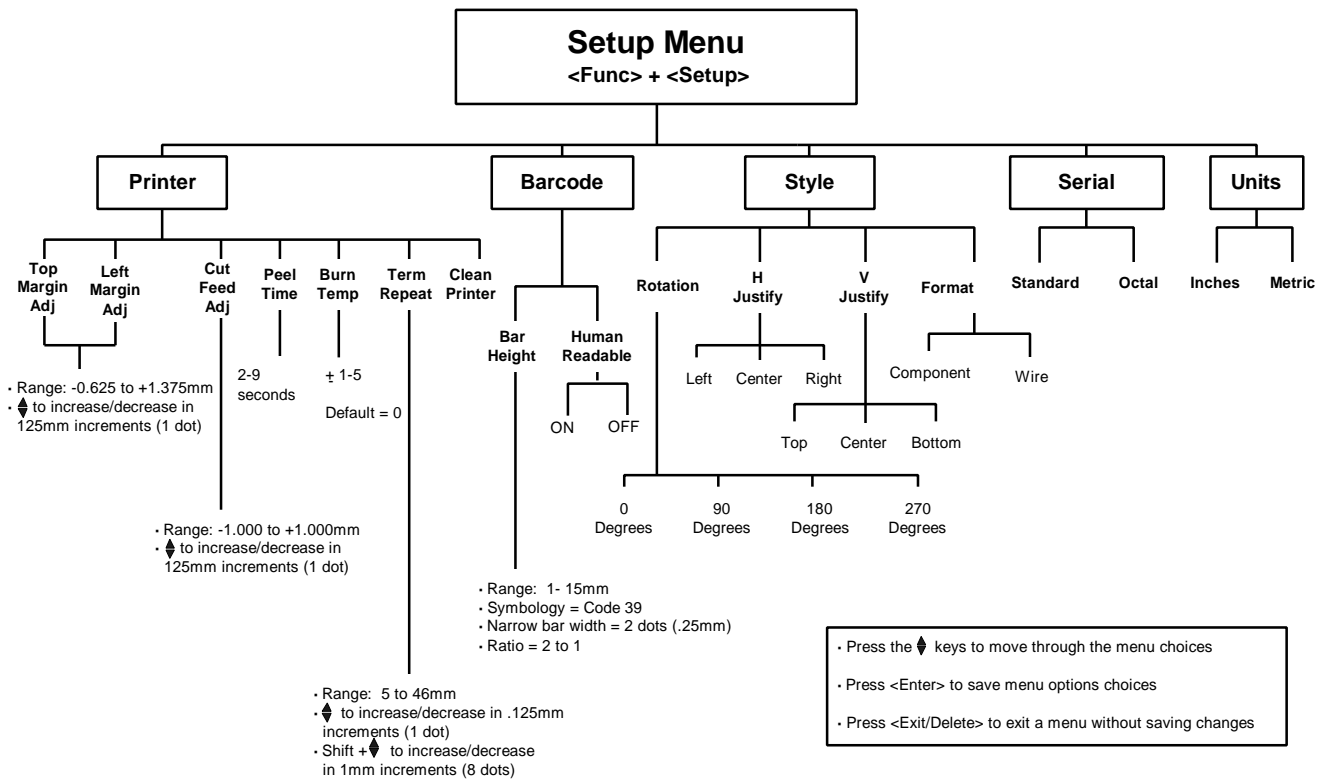 Setup Menu
<Func> + <Setup>
Printer
Barcode
Style
Serial
Units
Top
Margin
Adj
Left
Margin
Adj
Cut
Feed
Adj
Peel
Time
Burn
Temp
Term
Repeat
Clean
Printer
· Range: -0.625 to +1.375mm
· to increase/decrease in
125mm increments (1 dot)
· Range: -1.000 to +1.000mm
· to increase/decrease in
125mm increments (1 dot)
2-9
seconds
± 1-5
Default = 0
· Range: 5 to 46mm
· to increase/decrease in .125mm
increments (1 dot)
· Shift + to increase/decrease
in 1mm increments (8 dots)
Bar
Height
Human
Readable
ON
OFF
· Range: 1- 15mm
· Symbology = Code 39
· Narrow bar width = 2 dots (.25mm)
· Ratio = 2 to 1
Rotation
H
Justify
V
Justify
Format
Left
Center
Right
Component
Wire
Top
Center
Bottom
0
Degrees
90
Degrees
180
Degrees
270
Degrees
Standard
Octal
Inches
Metric
· Press the keys to move through the menu choices
· Press <Enter> to save menu options choices
· Press <Exit/Delete> to exit a menu without saving changes